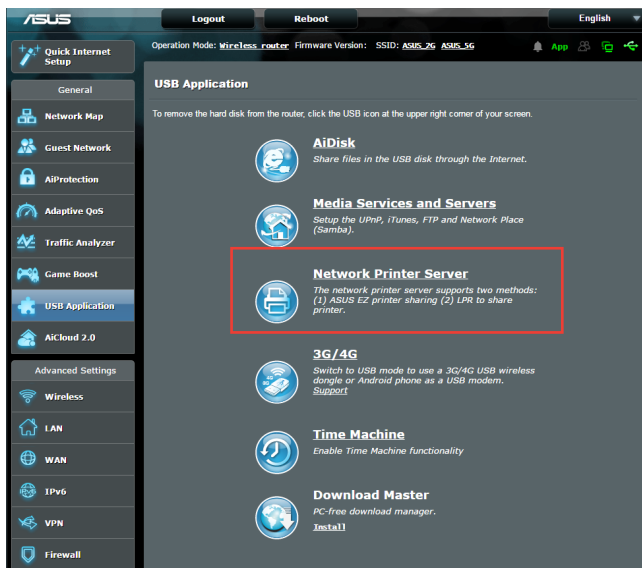 ASUS
Logout
Reboot
English
Quick Internet
Setup
Operation Mode: Wireless router Firmware Version: SSID: ASUS_2G ASUS_5G
App
General
Network Map
Guest Network
AiProtection
Adaptive QoS
Traffic Analyzer
Game Boost
USB Application
AiCloud 2.0
Advanced Settings
Wireless
LAN
WAN
IPv6
VPN
Firewall
USB Application
To remove the hard disk from the router, click the USB icon at the upper right corner of your screen.
AiDisk
Share files in the USB disk through the Internet.
Media Services and Servers
Setup the UPnP, iTunes, FTP and Network Place
(Samba).
Network Printer Server
The network printer server supports two methods:
(1) ASUS EZ printer sharing (2) LPR to share
printer.
3G/4G
Switch to USB mode to use a 3G/4G USB wireless
dongle or Android phone as a USB modem.
Support
Time Machine
Enable Time Machine functionality
Download Master
PC-free download manager.
Install